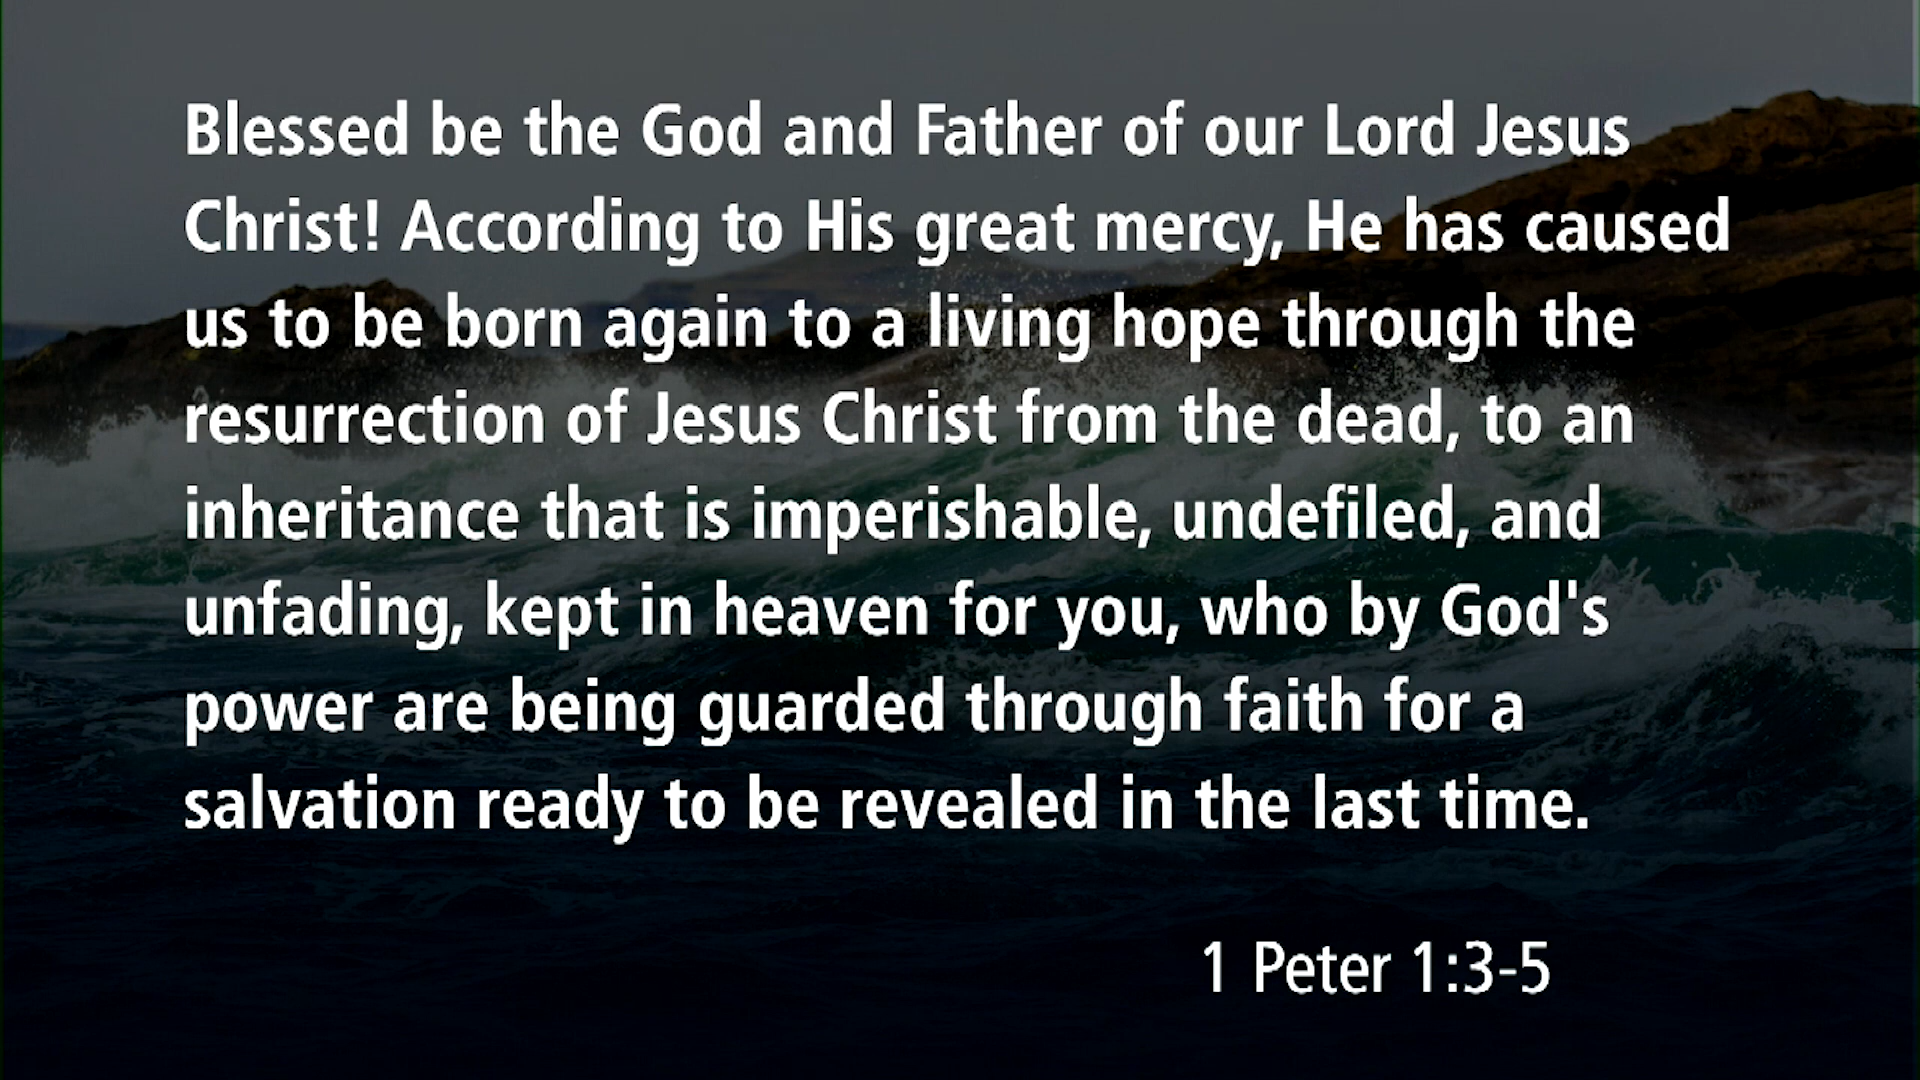 Blessed be the God and Father of our Lord Jesus
Christ! According to His great mercy, He has caused
us to be born again to a living hope through the
resurrection of Jesus Christ from the dead, to an
inheritance that is imperishable, undefiled, and
unfading, kept in heaven for you, who by God's
power are being guarded through faith for a
salvation ready to be revealed in the last time.
1 Peter 1:3-5